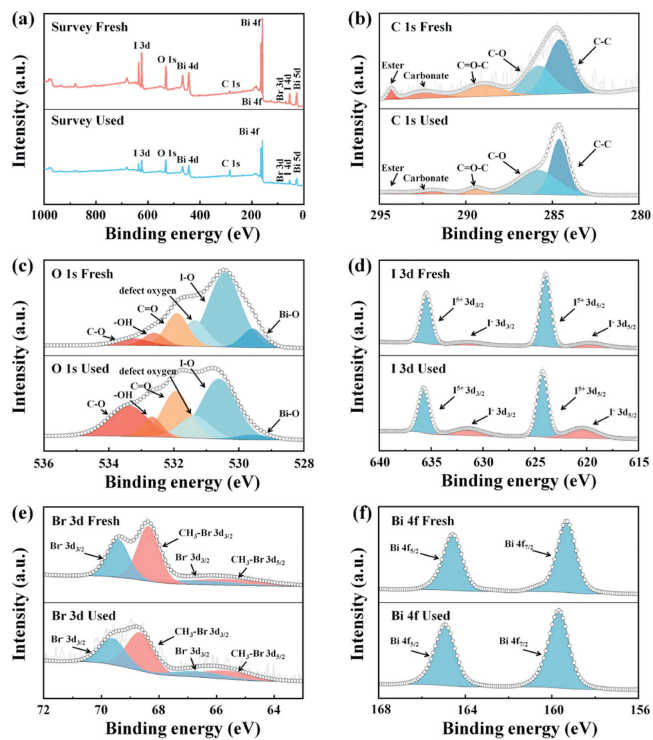 (a)
Survey Fresh
Bi 4f
I 3d
O 1s
Bi 4d
C 1s
Bi 4f
Br 3d
I 4d
Bi 5d
Survey Used
Bi 4f
I 3d
O 1s
Bi 4d
C 1s
Br 3d
I 4d
Bi 5d
Intensity (a.u.)
1000 800 600 400 200 0
Binding energy (eV)
(b)
C 1s Fresh
Ester
Carbonate
C=O-C
C-O
C-C
C 1s Used
Ester
Carbonate
C=O-C
C-O
C-C
Intensity (a.u.)
295 290 285 280
Binding energy (eV)
(c)
O 1s Fresh
I-O
defect oxygen
C=O
-OH
C-O
Bi-O
O 1s Used
I-O
defect oxygen
C=O
-OH
C-O
Bi-O
Intensity (a.u.)
536 534 532 530 528
Binding energy (eV)
(d)
I 3d Fresh
I⁵⁺ 3d₃/₂
I⁻ 3d₃/₂
I⁵⁺ 3d₅/₂
I⁻ 3d₅/₂
I 3d Used
I⁵⁺ 3d₃/₂
I⁻ 3d₃/₂
I⁵⁺ 3d₅/₂
I⁻ 3d₅/₂
Intensity (a.u.)
640 635 630 625 620 615
Binding energy (eV)
(e)
Br 3d Fresh
Br⁻ 3d₃/₂
CH₃-Br 3d₃/₂
Br⁻ 3d₃/₂
CH₃-Br 3d₅/₂
Br 3d Used
Br⁻ 3d₃/₂
CH₃-Br 3d₃/₂
Br⁻ 3d₃/₂
CH₃-Br 3d₅/₂
Intensity (a.u.)
72 70 68 66 64
Binding energy (eV)
(f)
Bi 4f Fresh
Bi 4f₅/₂
Bi 4f₇/₂
Bi 4f Used
Bi 4f₅/₂
Bi 4f₇/₂
Intensity (a.u.)
168 164 160 156
Binding energy (eV)